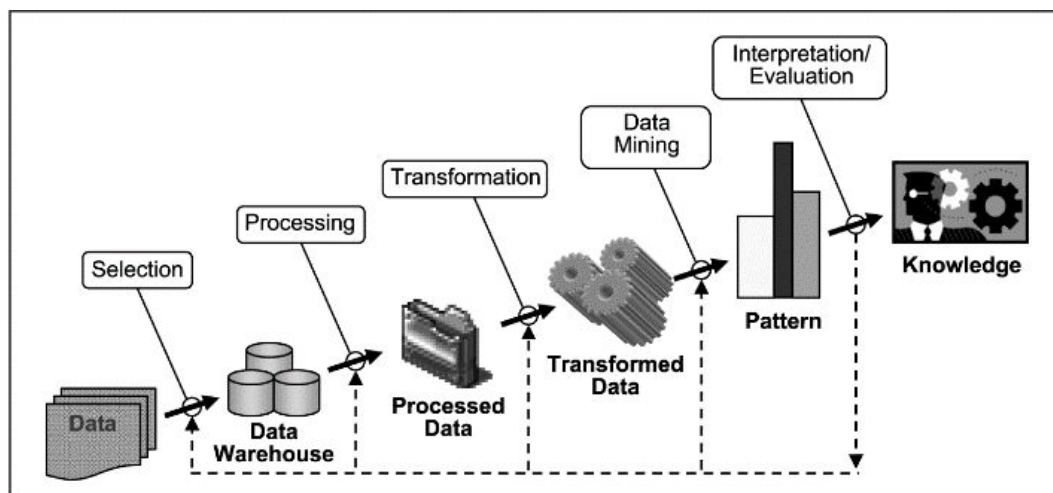 Interpretation/
Evaluation
Data
Mining
Transformation
Processing
Selection
Knowledge
Pattern
Transformed
Data
Processed
Data
Data
Warehouse
Data